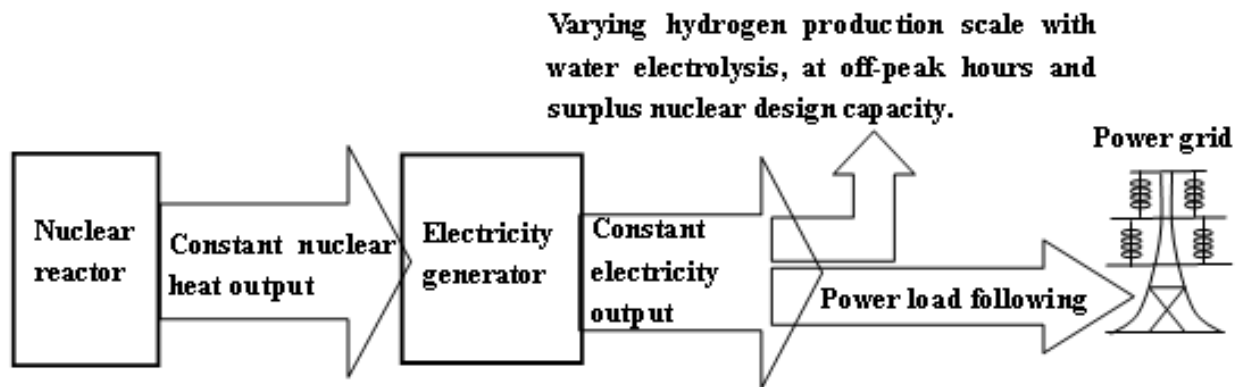 Varying hydrogen production scale with
water electrolysis, at off-peak hours and
surplus nuclear design capacity.
Power grid
Nuclear
reactor
Constant nuclear
heat output
Electricity
generator
Constant
electricity
output
Power load following